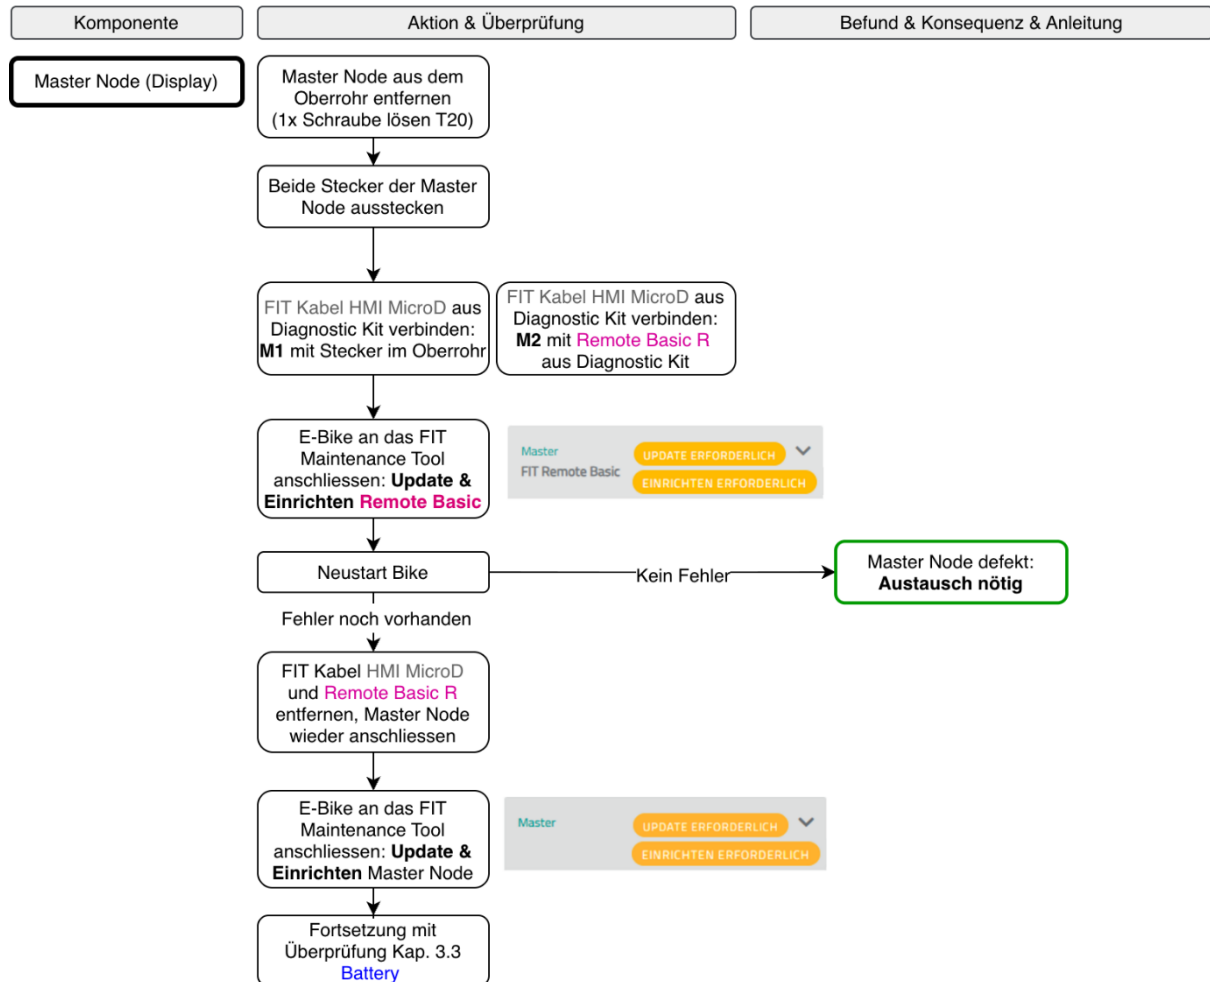 Komponente
Aktion & Überprüfung
Befund & Konsequenz & Anleitung
Master Node (Display)
Master Node aus dem
Oberrohr entfernen
(1x Schraube lösen T20)
Beide Stecker der Master
Node ausstecken
FIT Kabel HMI MicroD aus
Diagnostic Kit verbinden:
M1 mit Stecker im Oberrohr
FIT Kabel HMI MicroD aus
Diagnostic Kit verbinden:
M2 mit Remote Basic R
aus Diagnostic Kit
E-Bike an das FIT
Maintenance Tool
anschliessen: Update &
Einrichten Remote Basic
Master
FIT Remote Basic
UPDATE ERFORDERLICH
EINRICHTEN ERFORDERLICH
Neustart Bike
Kein Fehler
Master Node defekt:
Austausch nötig
Fehler noch vorhanden
FIT Kabel HMI MicroD
und Remote Basic R
entfernen, Master Node
wieder anschliessen
E-Bike an das FIT
Maintenance Tool
anschliessen: Update &
Einrichten Master Node
Master
UPDATE ERFORDERLICH
EINRICHTEN ERFORDERLICH
Fortsetzung mit
Überprüfung Kap. 3.3
Battery